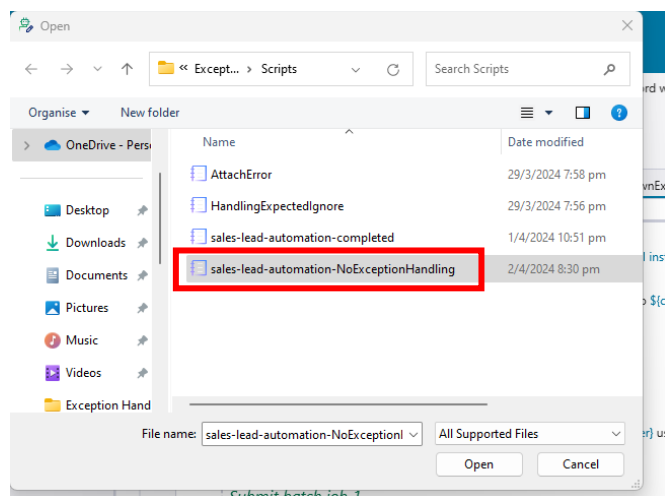 Open
« Except... > Scripts
Search Scripts
Organise
New folder
OneDrive - Perso
Name
Date modified
AttachError
29/3/2024 7:58 pm
HandlingExpectedIgnore
29/3/2024 7:56 pm
sales-lead-automation-completed
1/4/2024 10:51 pm
sales-lead-automation-NoExceptionHandling
2/4/2024 8:30 pm
Desktop
Downloads
Documents
Pictures
Music
Videos
Exception Hand
File name: sales-lead-automation-NoExceptionl
All Supported Files
Open
Cancel
Submit batch job 1